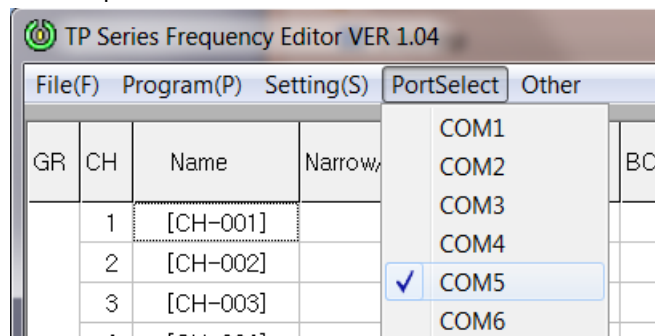 TP Series Frequency Editor VER 1.04
File(F) Program(P) Setting(S) PortSelect Other
GR CH Name Narrow/ BC
COM1
COM2
COM3
COM4
COM5
COM6
1 [CH-001]
2 [CH-002]
3 [CH-003]